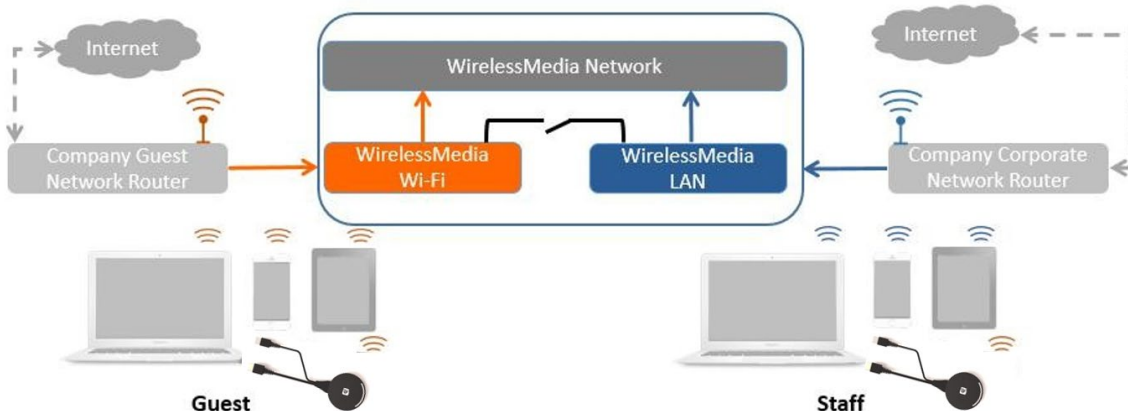 Internet
Internet
WirelessMedia Network
Company Guest
Network Router
WirelessMedia
Wi-Fi
WirelessMedia
LAN
Company Corporate
Network Router
Guest
Staff